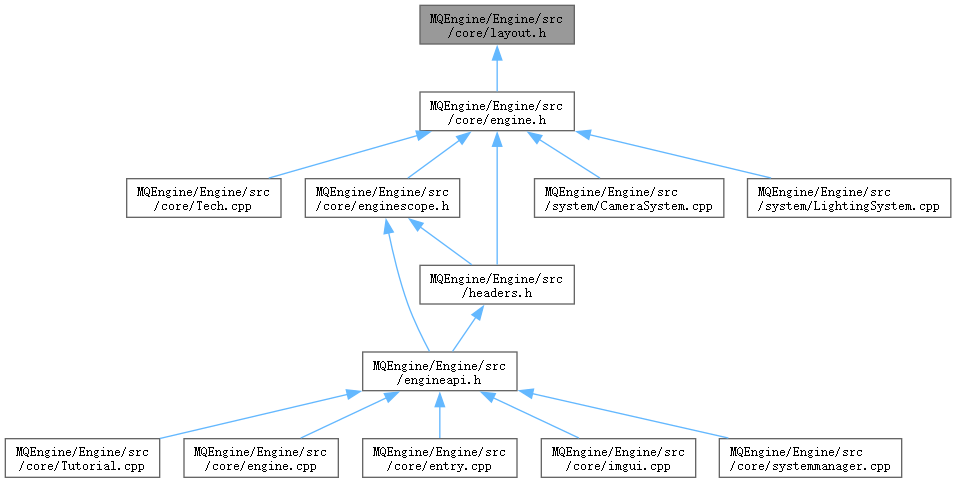 MQEngine/Engine/src
/core/layout.h
MQEngine/Engine/src
/core/engine.h
MQEngine/Engine/src
/core/Tech.cpp
MQEngine/Engine/src
/core/enginescope.h
MQEngine/Engine/src
/system/CameraSystem.cpp
MQEngine/Engine/src
/system/LightingSystem.cpp
MQEngine/Engine/src
/headers.h
MQEngine/Engine/src
/engineapi.h
MQEngine/Engine/src
/core/Tutorial.cpp
MQEngine/Engine/src
/core/engine.cpp
MQEngine/Engine/src
/core/entry.cpp
MQEngine/Engine/src
/core/imgui.cpp
MQEngine/Engine/src
/core/systemmanager.cpp